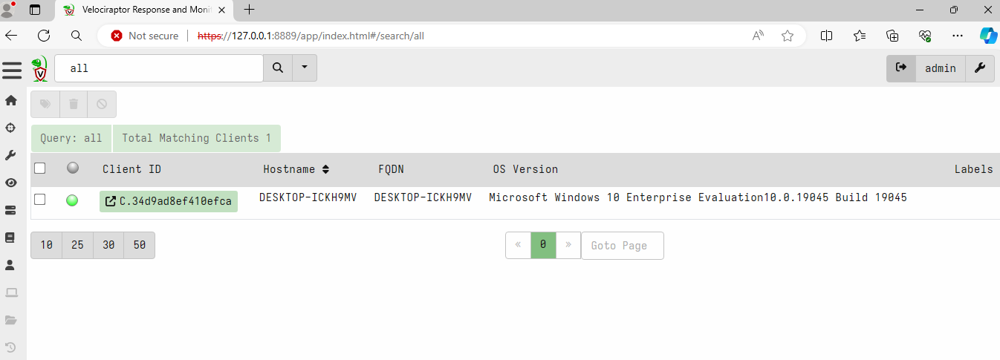 Velociraptor Response and Moni
Not secure https://127.0.0.1:8889/app/index.html#/search/all
all admin
Query: all Total Matching Clients 1
Client ID Hostname FQDN OS Version Labels
C.34d9ad8ef410efca DESKTOP-ICKH9MV DESKTOP-ICKH9MV Microsoft Windows 10 Enterprise Evaluation10.0.19045 Build 19045
10 25 30 50 « 0 » Goto Page